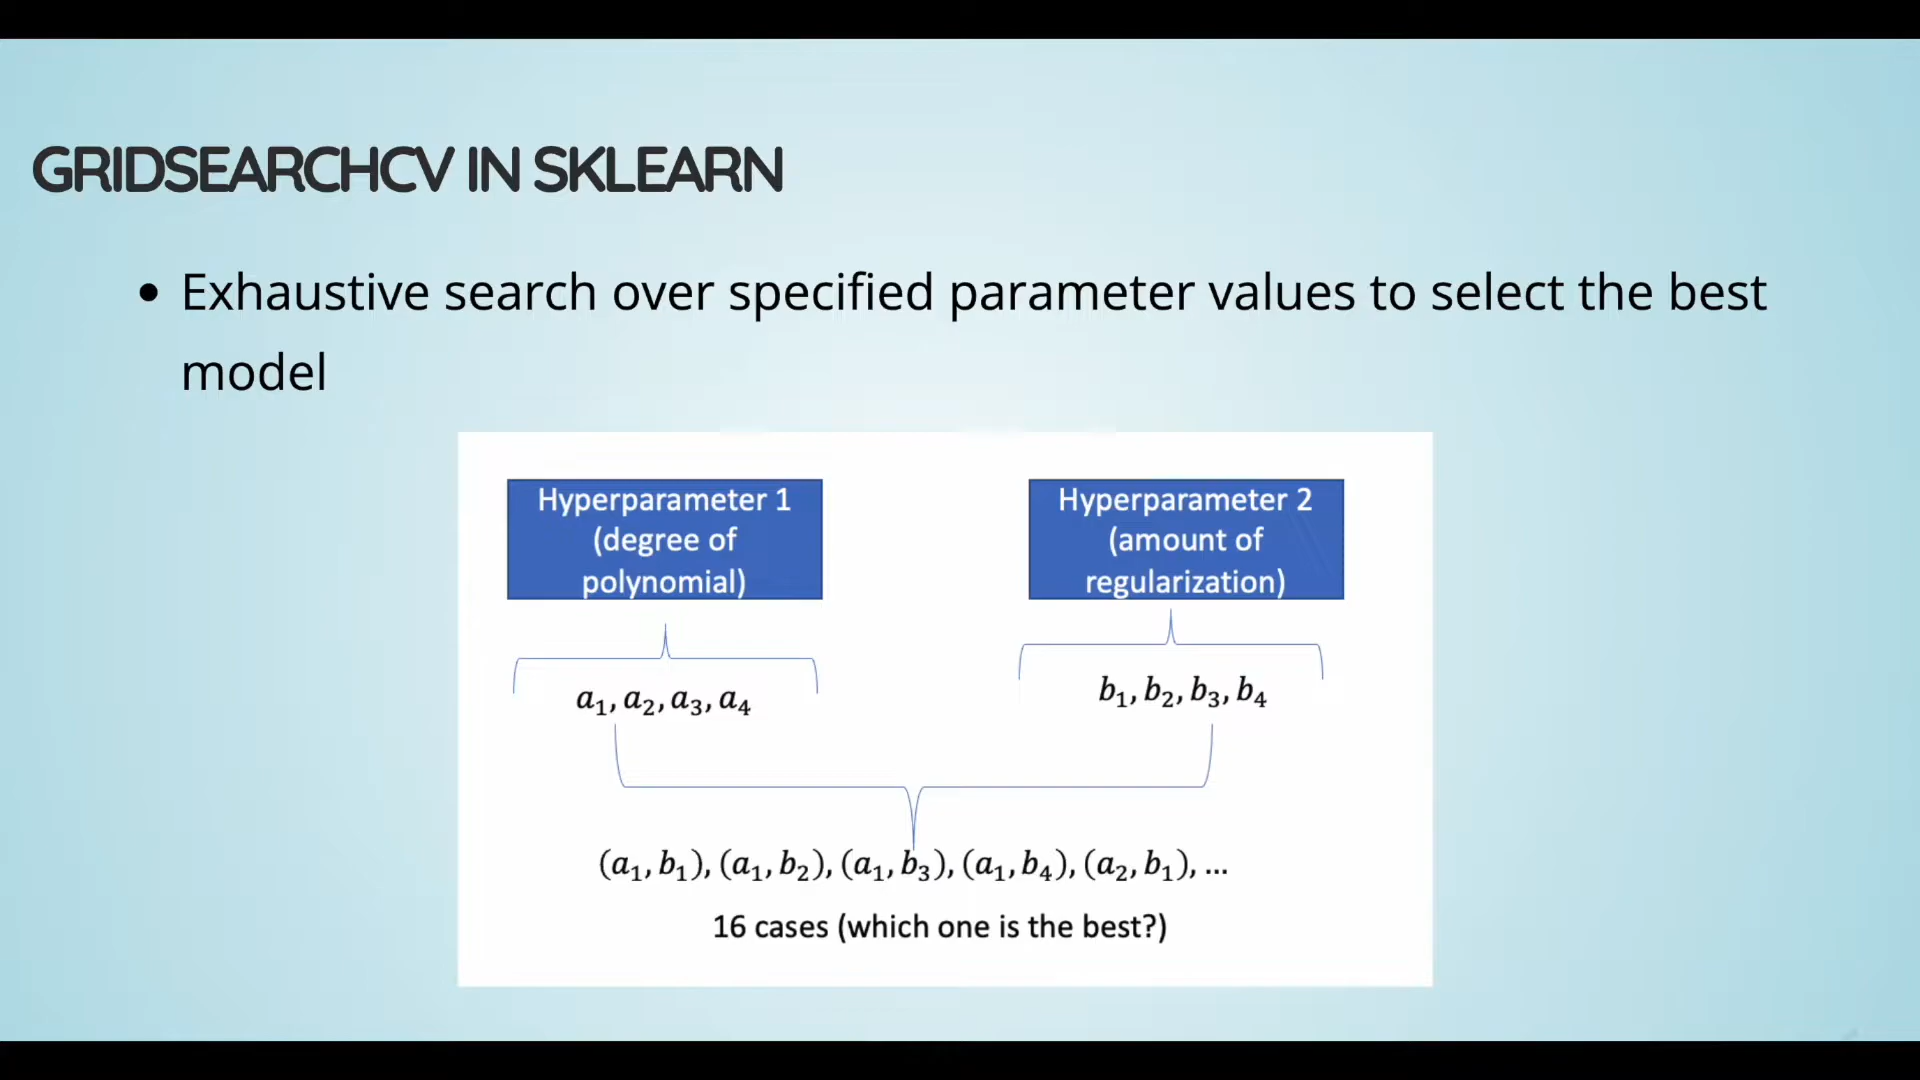 GRIDSEARCHCV IN SKLEARN
• Exhaustive search over specified parameter values to select the best
model
Hyperparameter 1
(degree of
polynomial)
Hyperparameter 2
(amount of
regularization)
a₁, a₂, a₃, a₄
b₁, b₂, b₃, b₄
(a₁, b₁), (a₁, b₂), (a₁, b₃), (a₁, b₄), (a₂, b₁), ...
16 cases (which one is the best?)